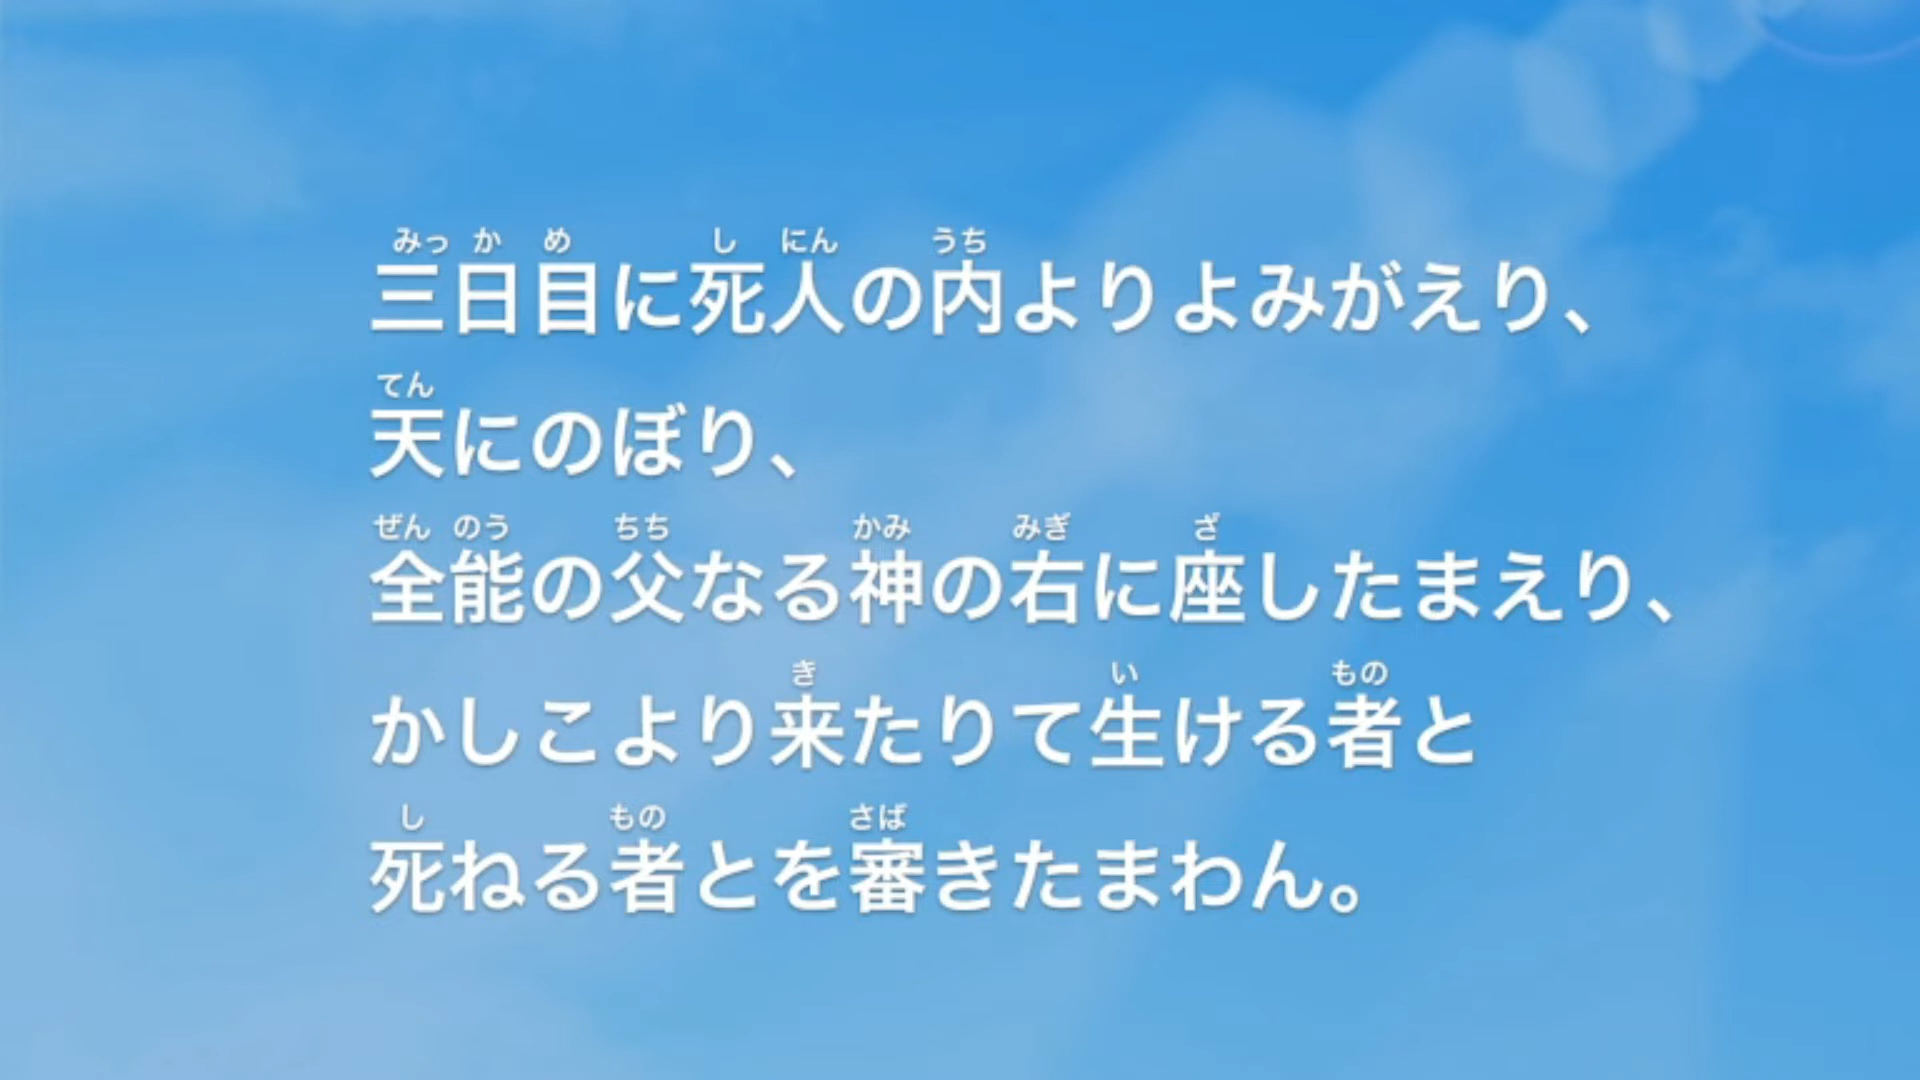 三日目に死人の内よりよみがえり、
天にのぼり、
全能の父なる神の右に座したまえり、
かしこより来たりて生ける者と
死ねる者とを審きたまわん。